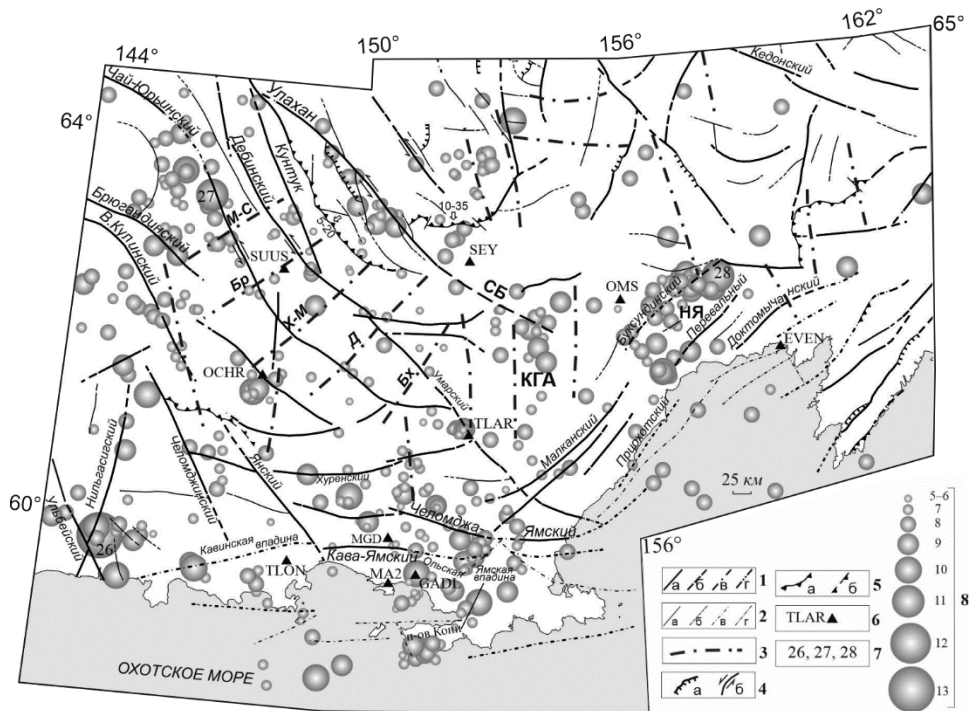 144°
150°
156°
162°
65°
64°
60°
Чай-Юрьинский
Улахан
Кедонский
Дебинский
Кунтук
27
М-С
5-20
10-35
Брюгандинский
В.Купинский
SUUS
SEY
Бр
СБ
OMS
28
Буксундинский
НЯ
Перевальный
Доктомычанский
Х-М
Д
OCHR
КГА
EVEN
БХ
Умарский
TLAR
Нильгасигский
Челомджинский
Янский
Малканский
Приохотский
25 км
Хуренский
Ульбейский
26
Кавинская впадина
Челомджа-
Ямский
MGD
TLON
Кава-Ямский
Ольская
Ямская
впадина
MA2
GADL
п-ов Кони
ОХОТСКОЕ МОРЕ
156°
а б в г 1
а б в г 2
3
а б 4
а б 5
TLAR 6
26, 27, 28 7
5–6
7
8
9
10
11
12
13
8